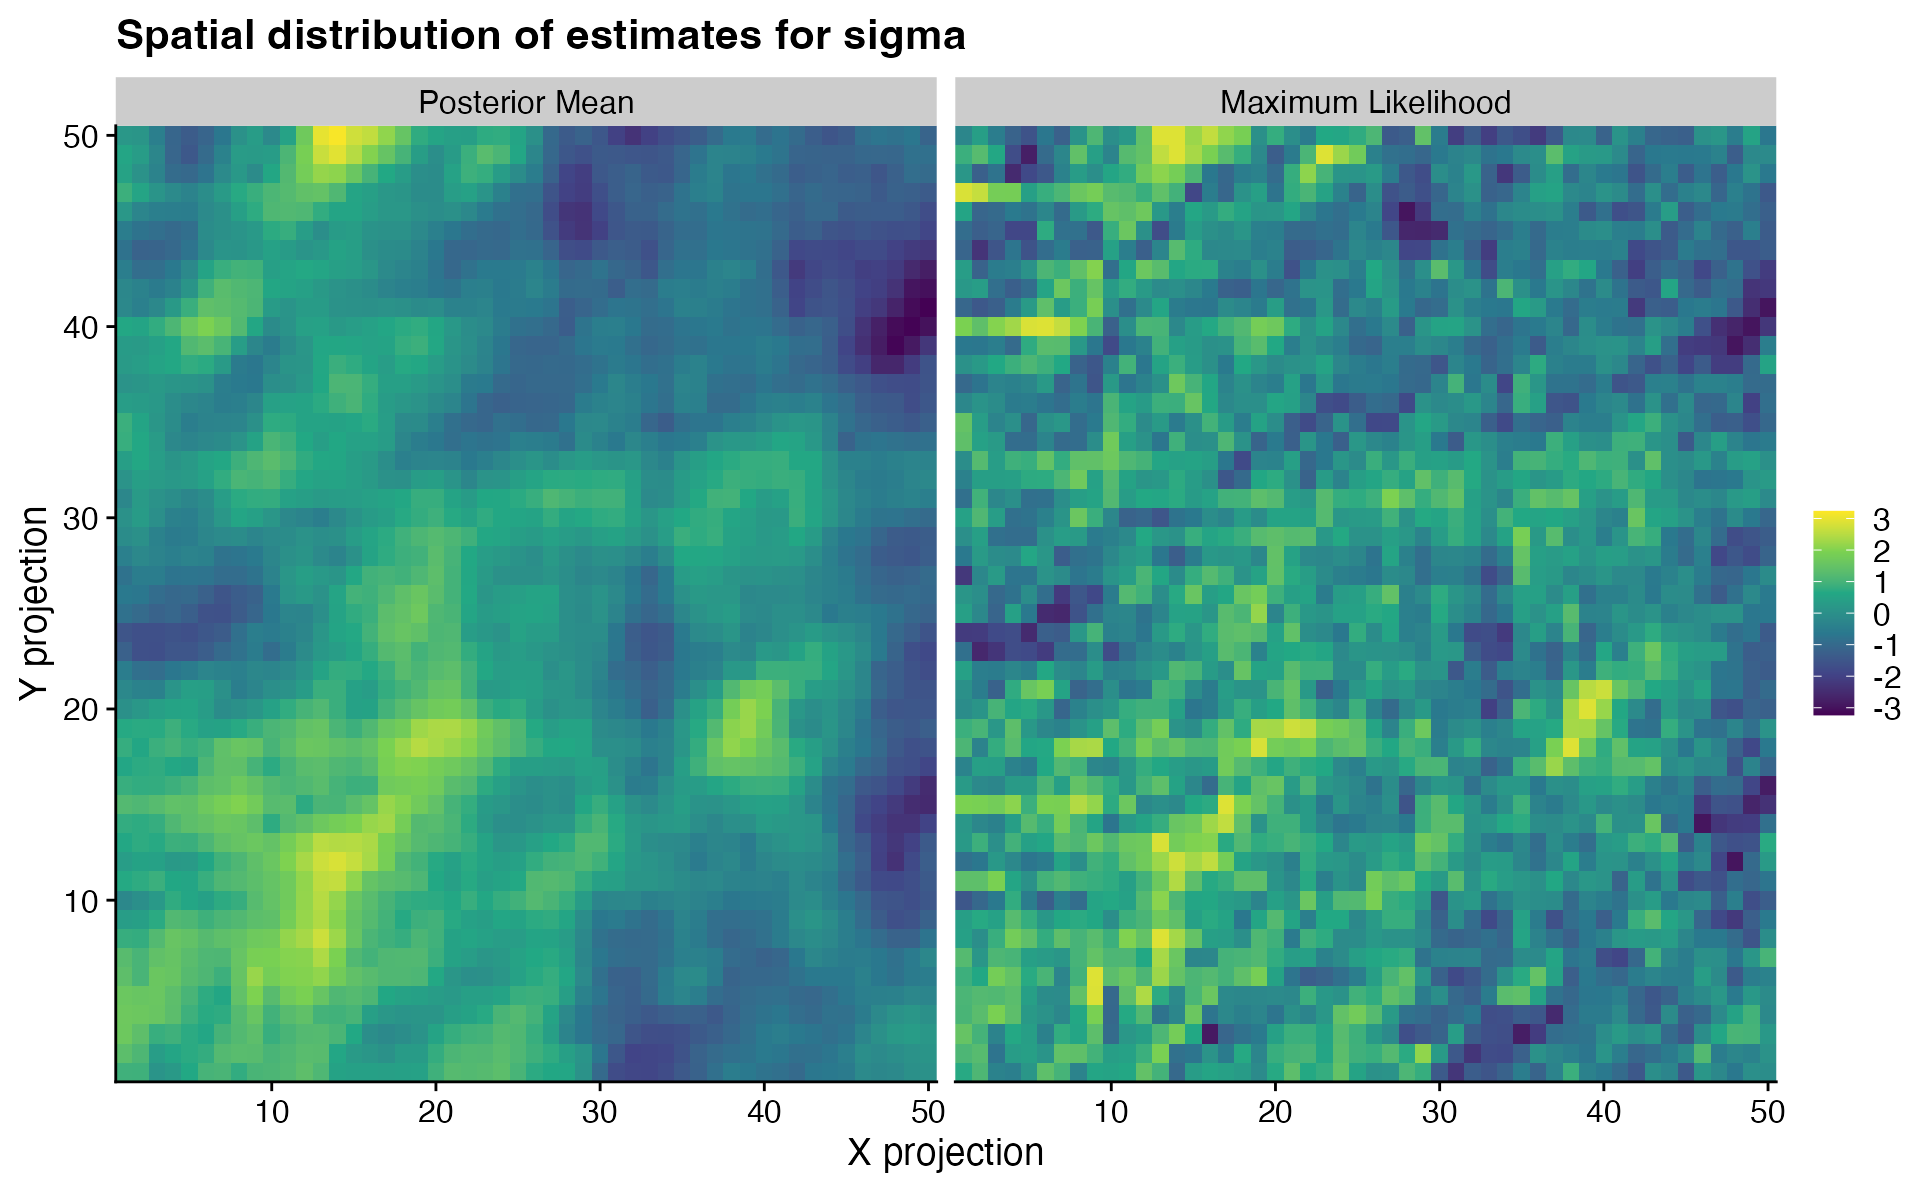 Spatial distribution of estimates for sigma
Posterior Mean
Maximum Likelihood
50
40
30
20
10
Y projection
10 20 30 40 50
10 20 30 40 50
X projection
3
2
1
0
-1
-2
-3